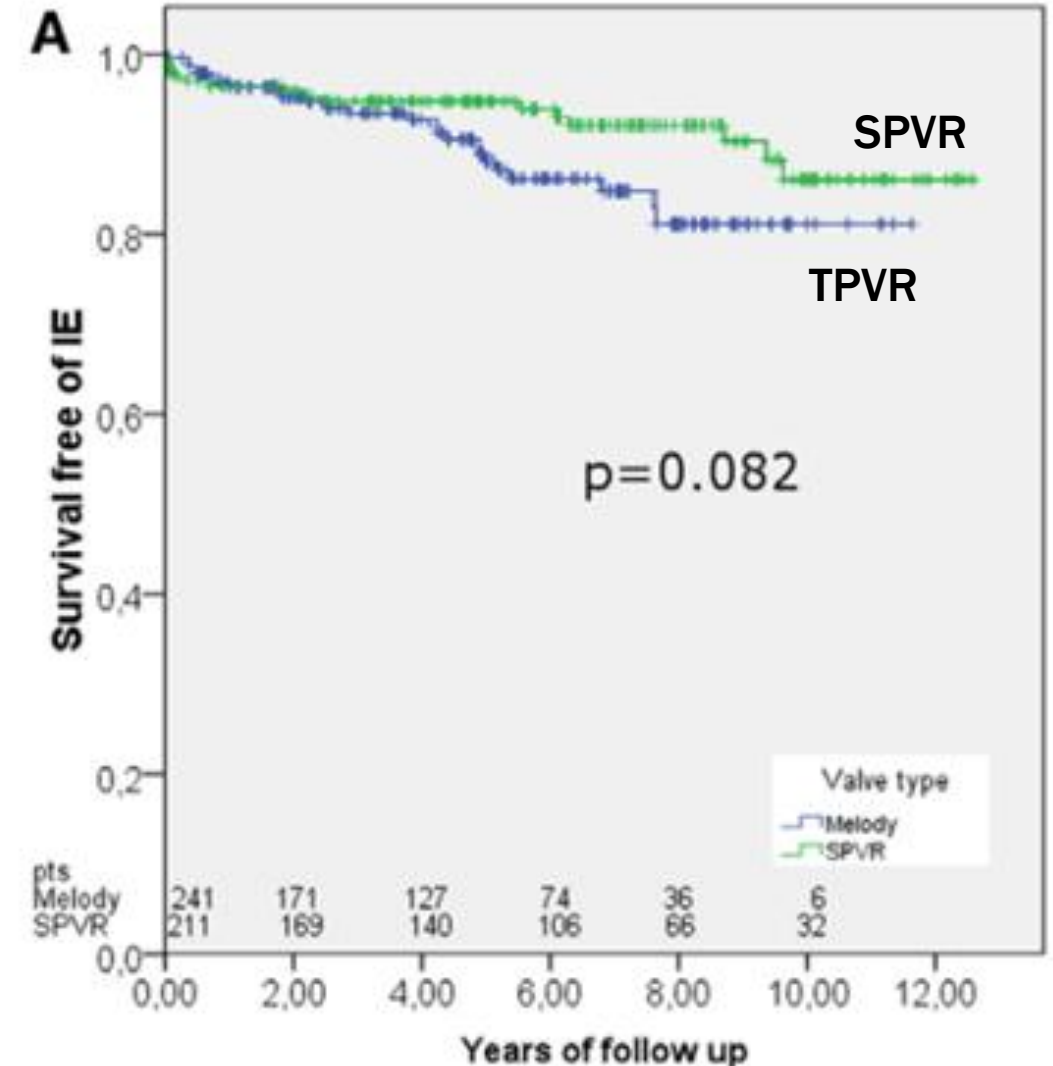 A
1,0
SPVR
0,8
TPVR
Survival free of IE
0,6
p=0.082
0,4
0,2
Valve type
Melody
SPVR
pts
Melody 241 171 127 74 36 6
SPVR 211 169 140 106 66 32
0,0
0,00 2,00 4,00 6,00 8,00 10,00 12,00
Years of follow up